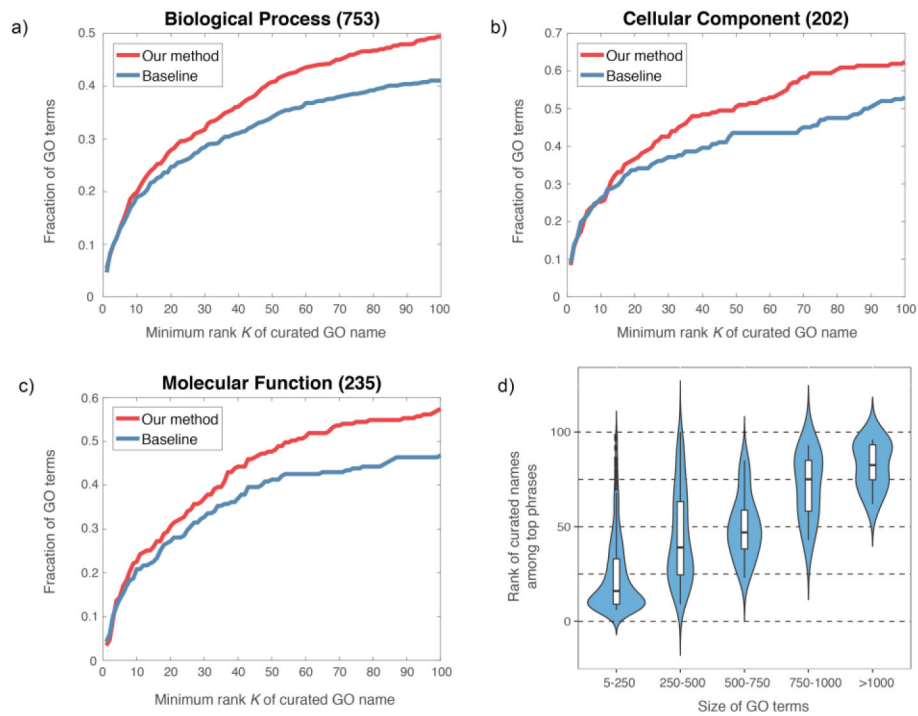 a)
Biological Process (753)
Our method
Baseline
0.5
0.4
0.3
0.2
0.1
0
Fracation of GO terms
0 10 20 30 40 50 60 70 80 90 100
Minimum rank K of curated GO name
b)
Cellular Component (202)
Our method
Baseline
0.7
0.6
0.5
0.4
0.3
0.2
0.1
0
Fracation of GO terms
0 10 20 30 40 50 60 70 80 90 100
Minimum rank K of curated GO name
c)
Molecular Function (235)
Our method
Baseline
0.6
0.5
0.4
0.3
0.2
0.1
0
Fracation of GO terms
0 10 20 30 40 50 60 70 80 90 100
Minimum rank K of curated GO name
d)
100
50
0
Rank of curated names
among top phrases
5-250 250-500 500-750 750-1000 >1000
Size of GO terms